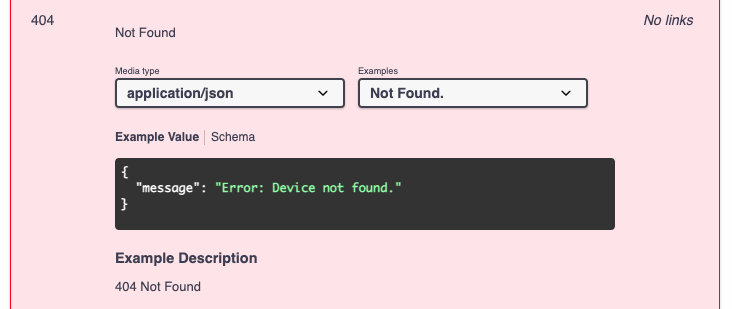 404
No links
Not Found
Media type
Examples
application/json
Not Found.
Example Value
Schema
{
"message": "Error: Device not found."
}
Example Description
404 Not Found